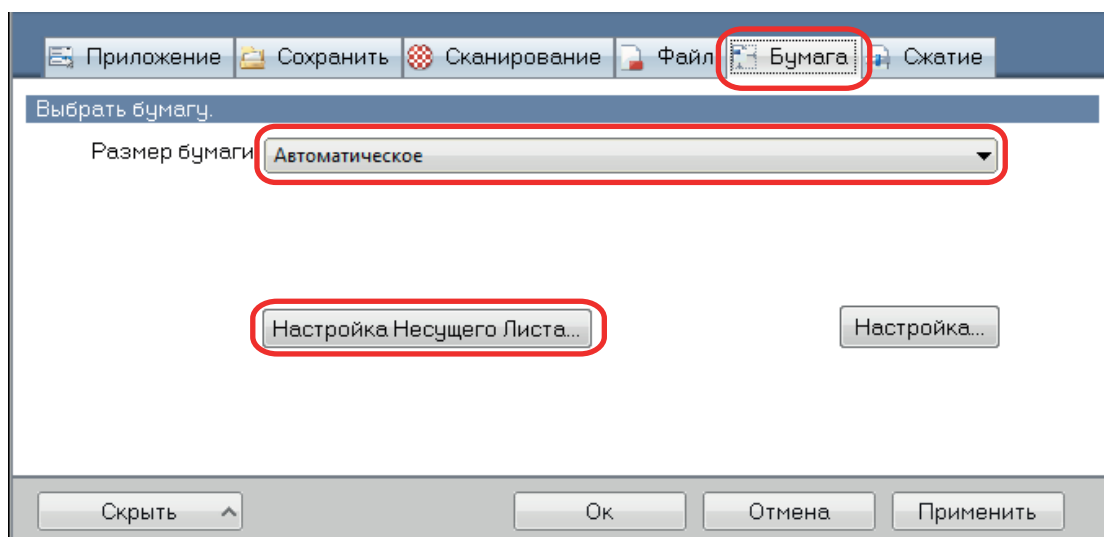 Приложение Сохранить Сканирование Файл Бумага Сжатие
Выбрать бумагу.
Размер бумаги Автоматическое
Настройка Несущего Листа... Настройка...
Скрыть Ок Отмена Применить